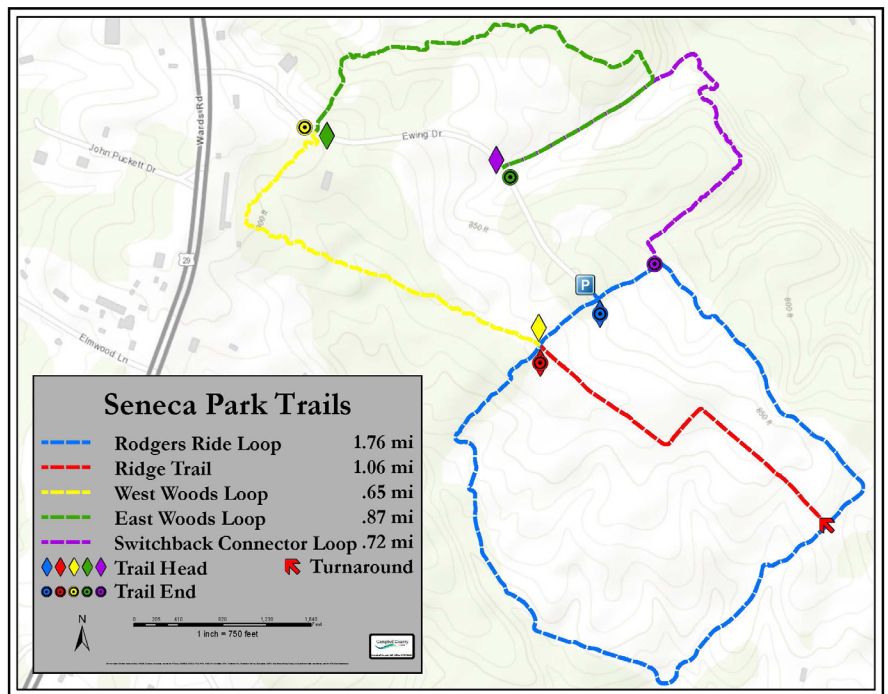 Wards Rd
John Puckett Dr
Ewing Dr
900 ft
850 ft
29
P
Elmwood Ln
800 ft
850 ft
Seneca Park Trails
Rodgers Ride Loop 1.76 mi
Ridge Trail 1.06 mi
West Woods Loop .65 mi
East Woods Loop .87 mi
Switchback Connector Loop .72 mi
Trail Head Turnaround
Trail End
N
0 205 410 820 1,230 1,640
Feet
1 inch = 750 feet
Campbell County